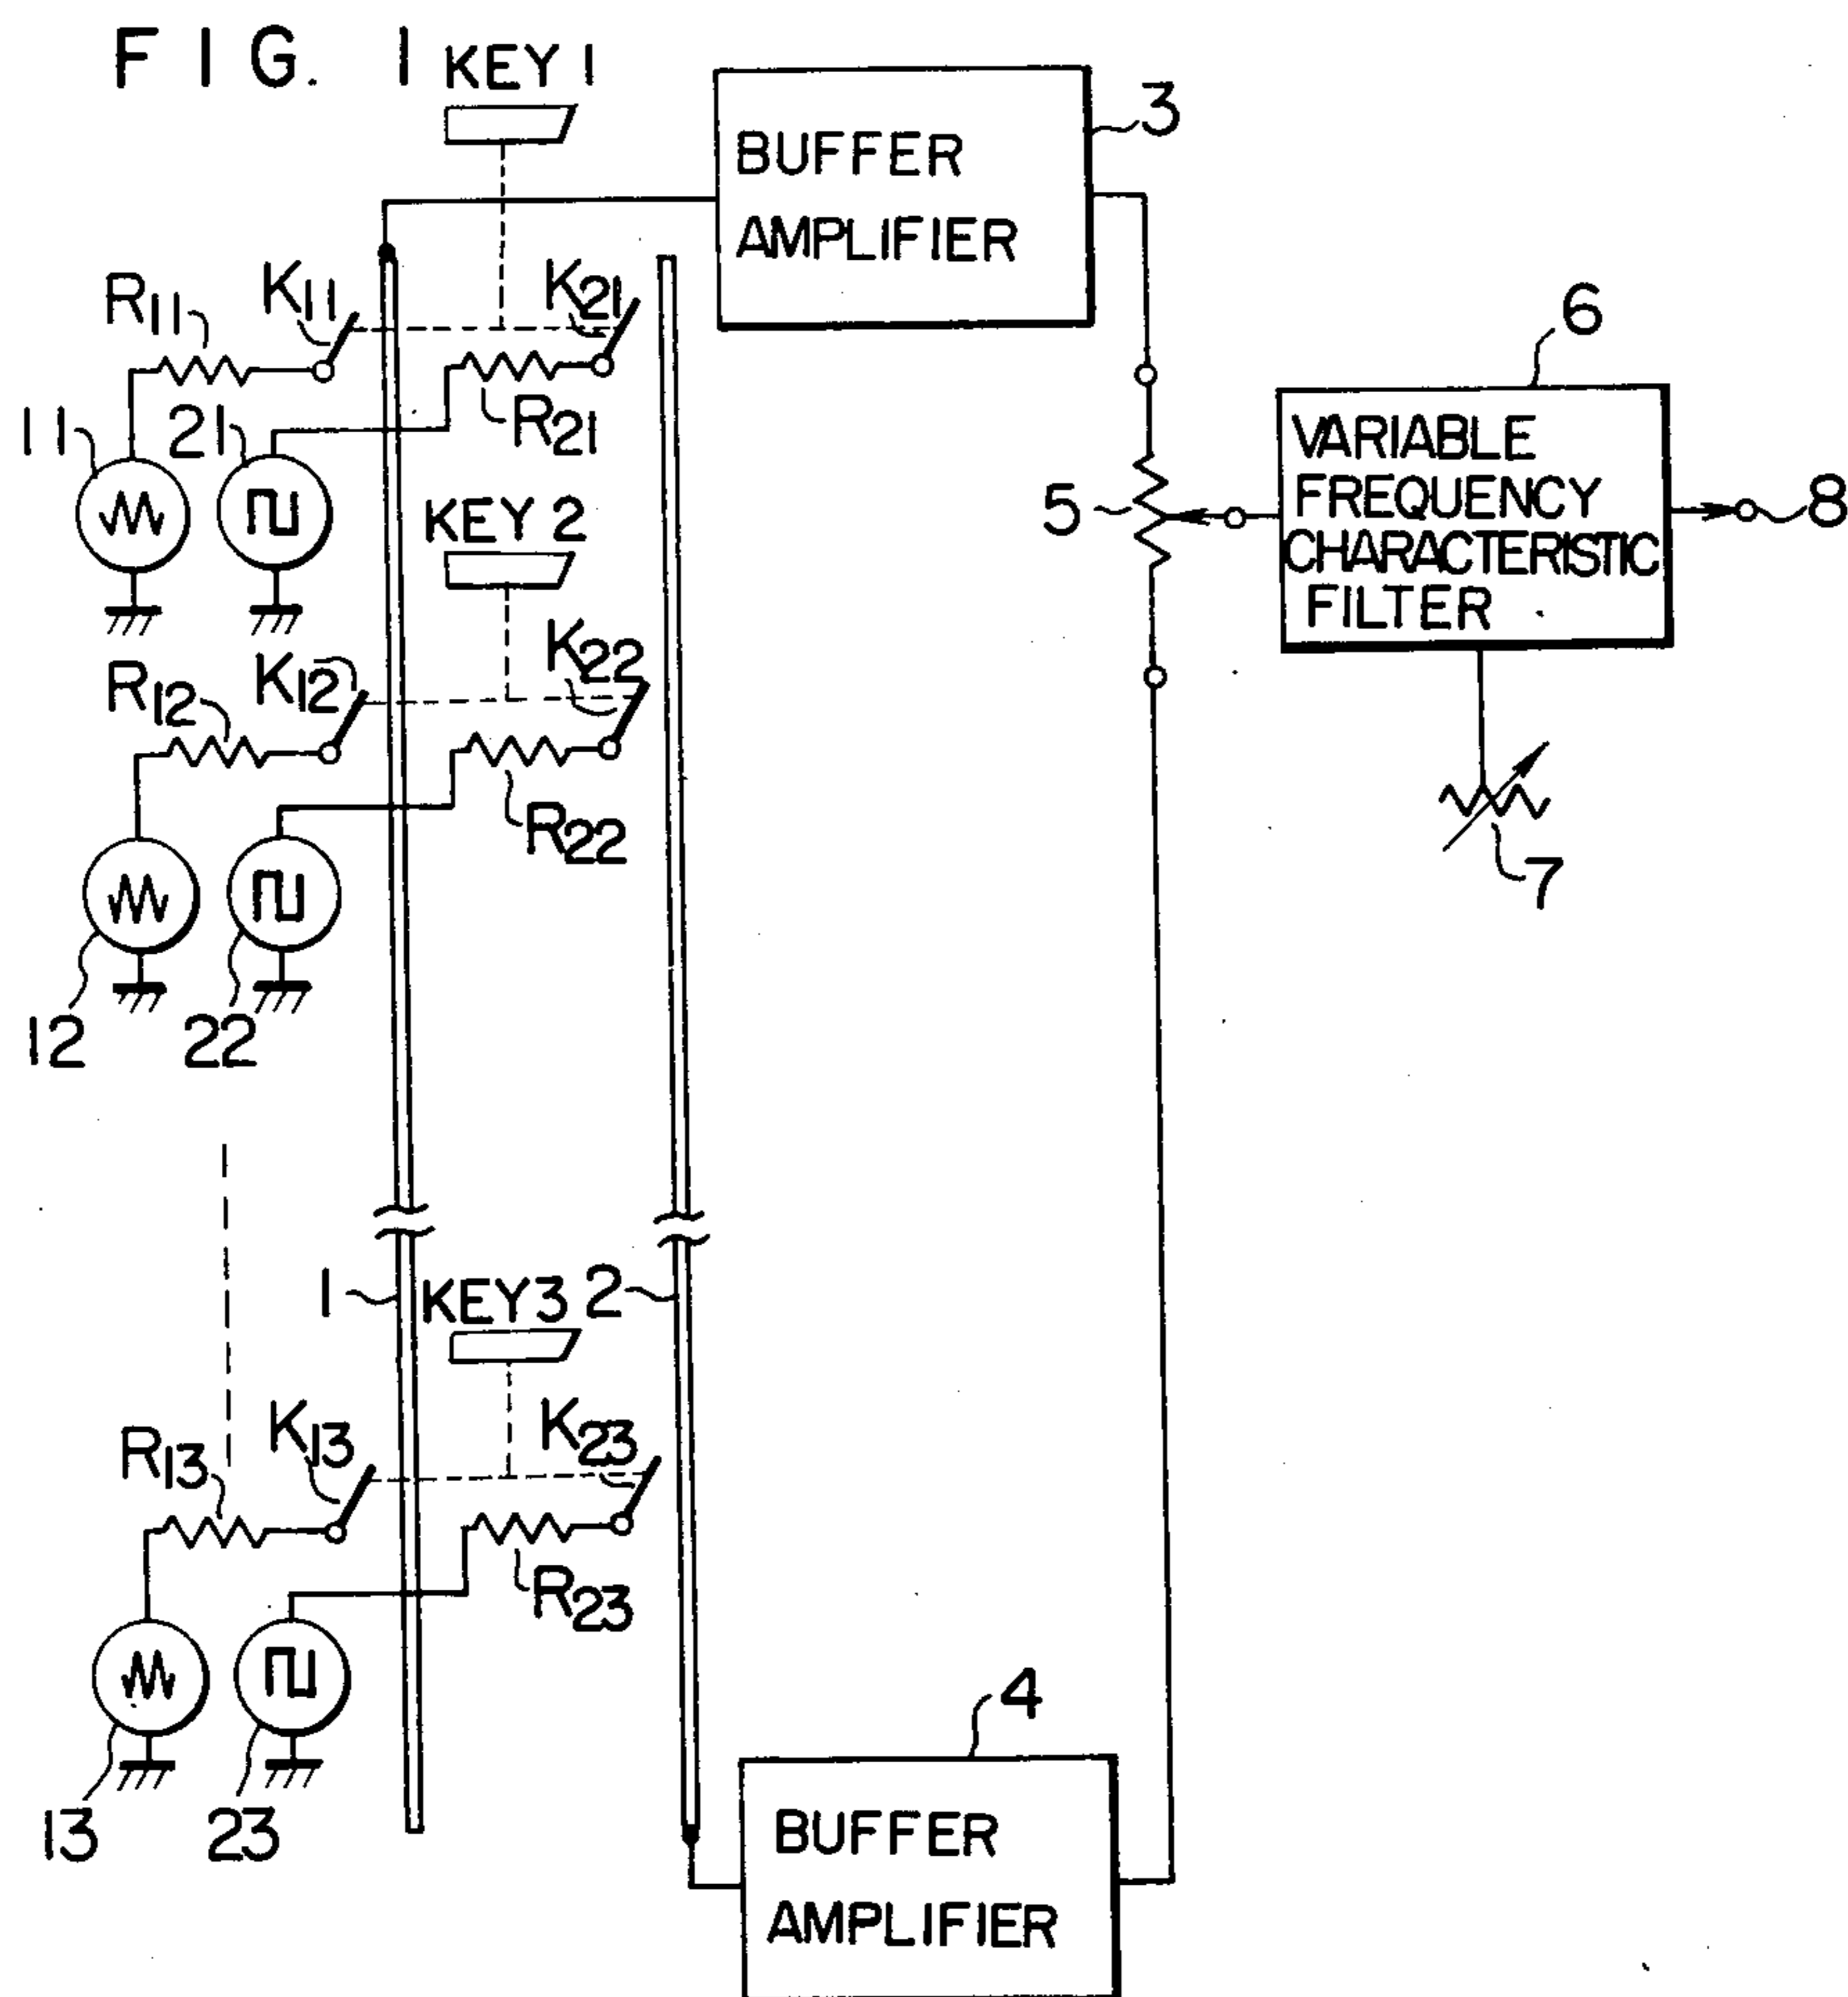 FIG. 1
KEY 1
BUFFER
AMPLIFIER
3
R11
K11
K21
R21
11
21
KEY 2
5
6
VARIABLE
FREQUENCY
CHARACTERISTIC
FILTER
8
R12
K12
K22
R22
7
12
22
1
KEY3
2
R13
K13
K23
R23
13
23
4
BUFFER
AMPLIFIER